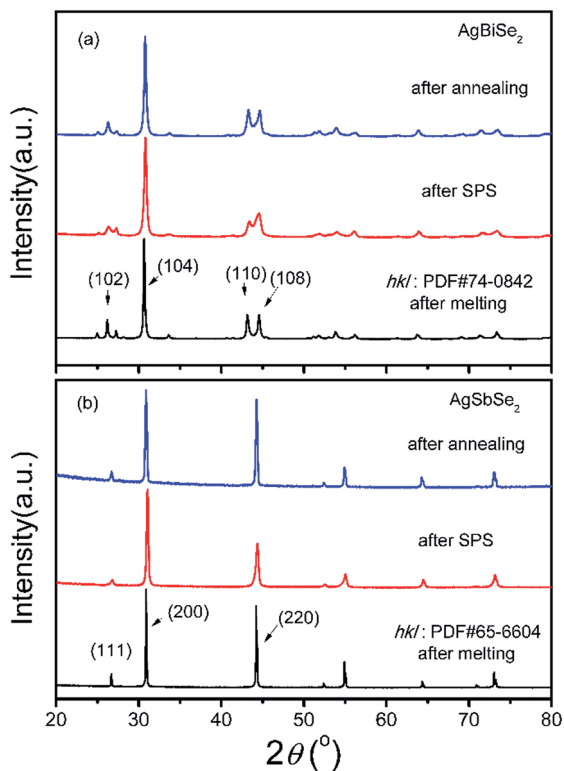 (a)
AgBiSe₂
after annealing
after SPS
(102)
(104)
(110)
(108)
hkl : PDF#74-0842
after melting
Intensity(a.u.)
(b)
AgSbSe₂
after annealing
after SPS
(111)
(200)
(220)
hkl : PDF#65-6604
after melting
Intensity(a.u.)
20 30 40 50 60 70 80
2θ(°)